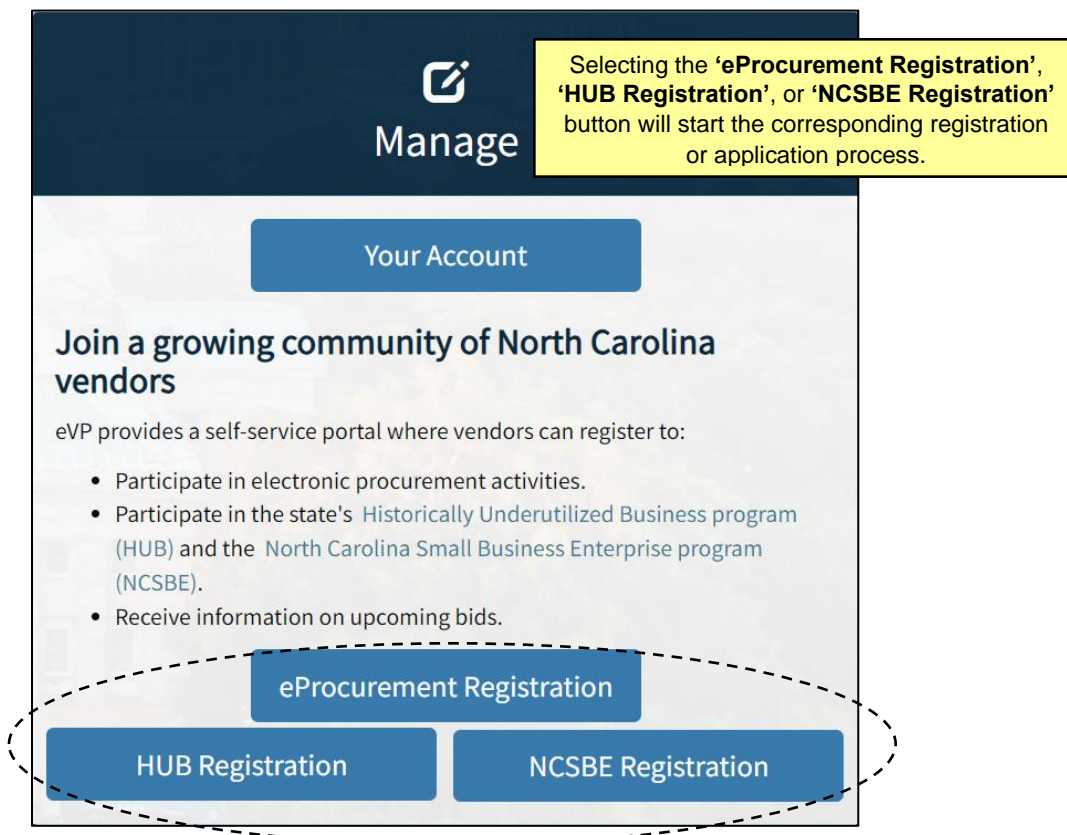 Manage
Selecting the ‘eProcurement Registration’,
‘HUB Registration’, or ‘NCSBE Registration’
button will start the corresponding registration
or application process.
Your Account
Join a growing community of North Carolina
vendors
eVP provides a self-service portal where vendors can register to:
• Participate in electronic procurement activities.
• Participate in the state's Historically Underutilized Business program
(HUB) and the North Carolina Small Business Enterprise program
(NCSBE).
• Receive information on upcoming bids.
eProcurement Registration
HUB Registration
NCSBE Registration